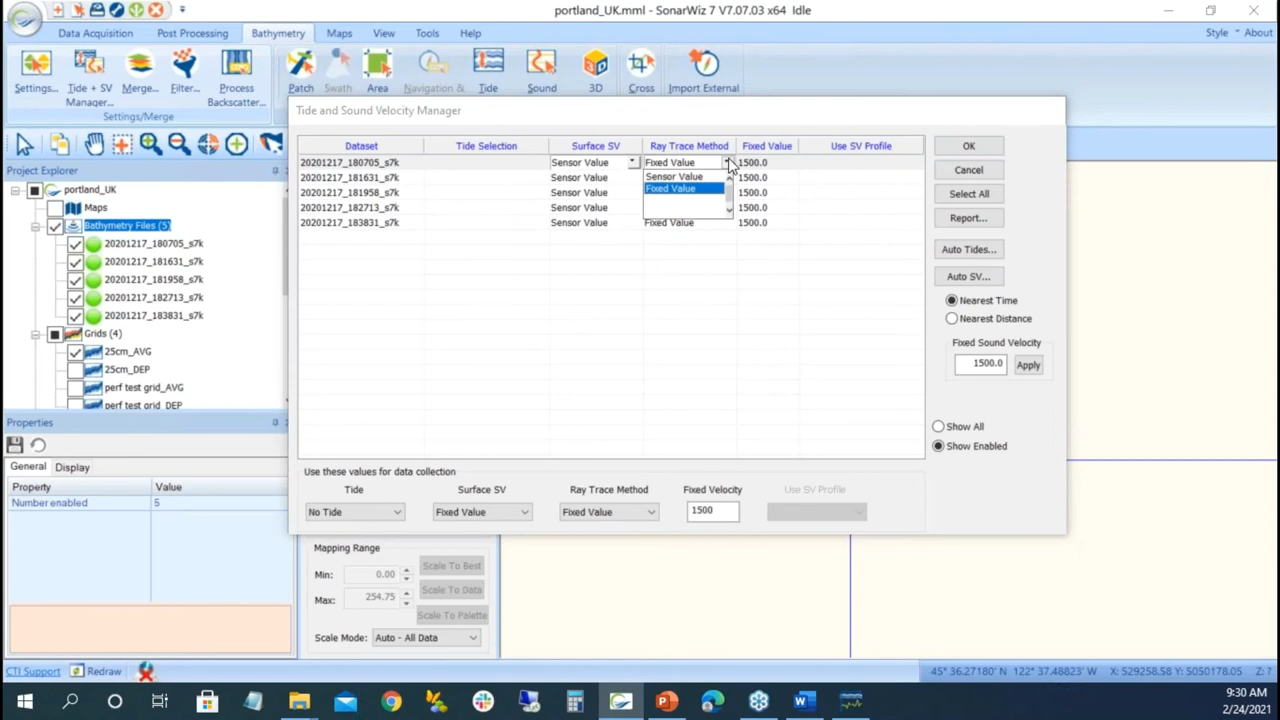 portland_UK.mml - SonarWiz 7 V7.07.03 x64 Idle
Data Acquisition Post Processing Bathymetry Maps View Tools Help Style About
Settings... Tide + SV Manager... Merge... Filter... Process Backscatter... Patch Swath Area Navigation & Tide Sound 3D Cross Import External
Settings/Merge
Tide and Sound Velocity Manager
Dataset Tide Selection Surface SV Ray Trace Method Fixed Value Use SV Profile
20201217_180705_s7k Sensor Value Fixed Value 1500.0
20201217_181631_s7k Sensor Value Sensor Value 1500.0
20201217_181958_s7k Sensor Value Fixed Value 1500.0
20201217_182713_s7k Sensor Value 1500.0
20201217_183831_s7k Sensor Value Fixed Value 1500.0
OK
Cancel
Select All
Report...
Auto Tides...
Auto SV...
Nearest Time
Nearest Distance
Fixed Sound Velocity
1500.0 Apply
Show All
Show Enabled
Use these values for data collection
Tide Surface SV Ray Trace Method Fixed Velocity Use SV Profile
No Tide Fixed Value Fixed Value 1500
Project Explorer
portland_UK
Maps
Bathymetry Files (5)
20201217_180705_s7k
20201217_181631_s7k
20201217_181958_s7k
20201217_182713_s7k
20201217_183831_s7k
Grids (4)
25cm_AVG
25cm_DEP
perf test grid_AVG
perf test grid_DEP
Properties
General Display
Property Value
Number enabled 5
Mapping Range
Min: 0.00
Max: 254.75
Scale To Best
Scale To Data
Scale To Palette
Scale Mode: Auto - All Data
CTI Support Redraw
45° 36.27180' N 122° 37.48823' W X: 529258.58 Y: 5050178.05 Z: ?
9:30 AM
2/24/2021